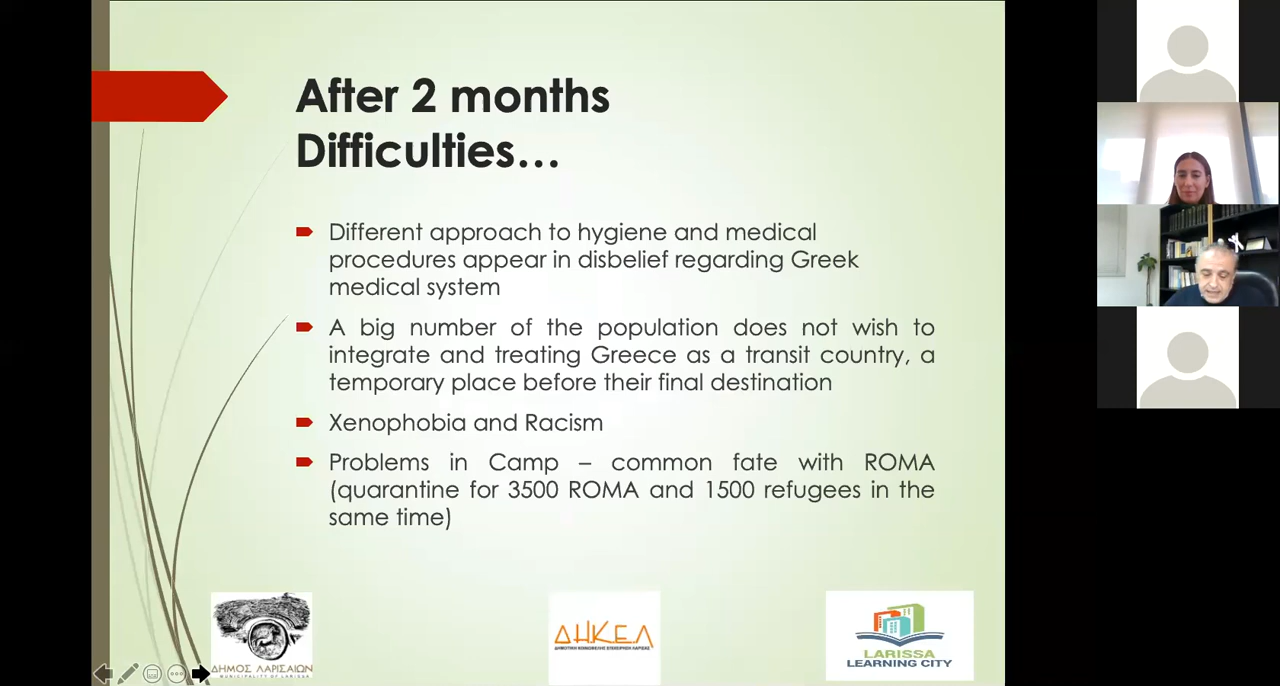 After 2 months
Difficulties…
Different approach to hygiene and medical
procedures appear in disbelief regarding Greek
medical system
A big number of the population does not wish to
integrate and treating Greece as a transit country, a
temporary place before their final destination
Xenophobia and Racism
Problems in Camp – common fate with ROMA
(quarantine for 3500 ROMA and 1500 refugees in the
same time)
ΔΗΜΟΣ ΛΑΡΙΣΑΙΩΝ
MUNICIPALITY OF LARISSA
Δ.Η.Κ.Ε.Λ
ΔΗΜΟΤΙΚΗ ΚΟΙΝΩΦΕΛΗΣ ΕΠΙΧΕΙΡΗΣΗ ΛΑΡΙΣΑΣ
LARISSA
LEARNING CITY